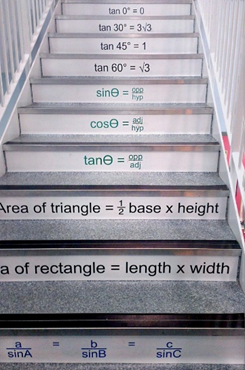 tan 0° = 0
tan 30° = 3√3
tan 45° = 1
tan 60° = √3
sinΘ = opp/hyp
cosΘ = adj/hyp
tanΘ = opp/adj
Area of triangle = ½ base x height
a of rectangle = length x width
a/sinA = b/sinB = c/sinC